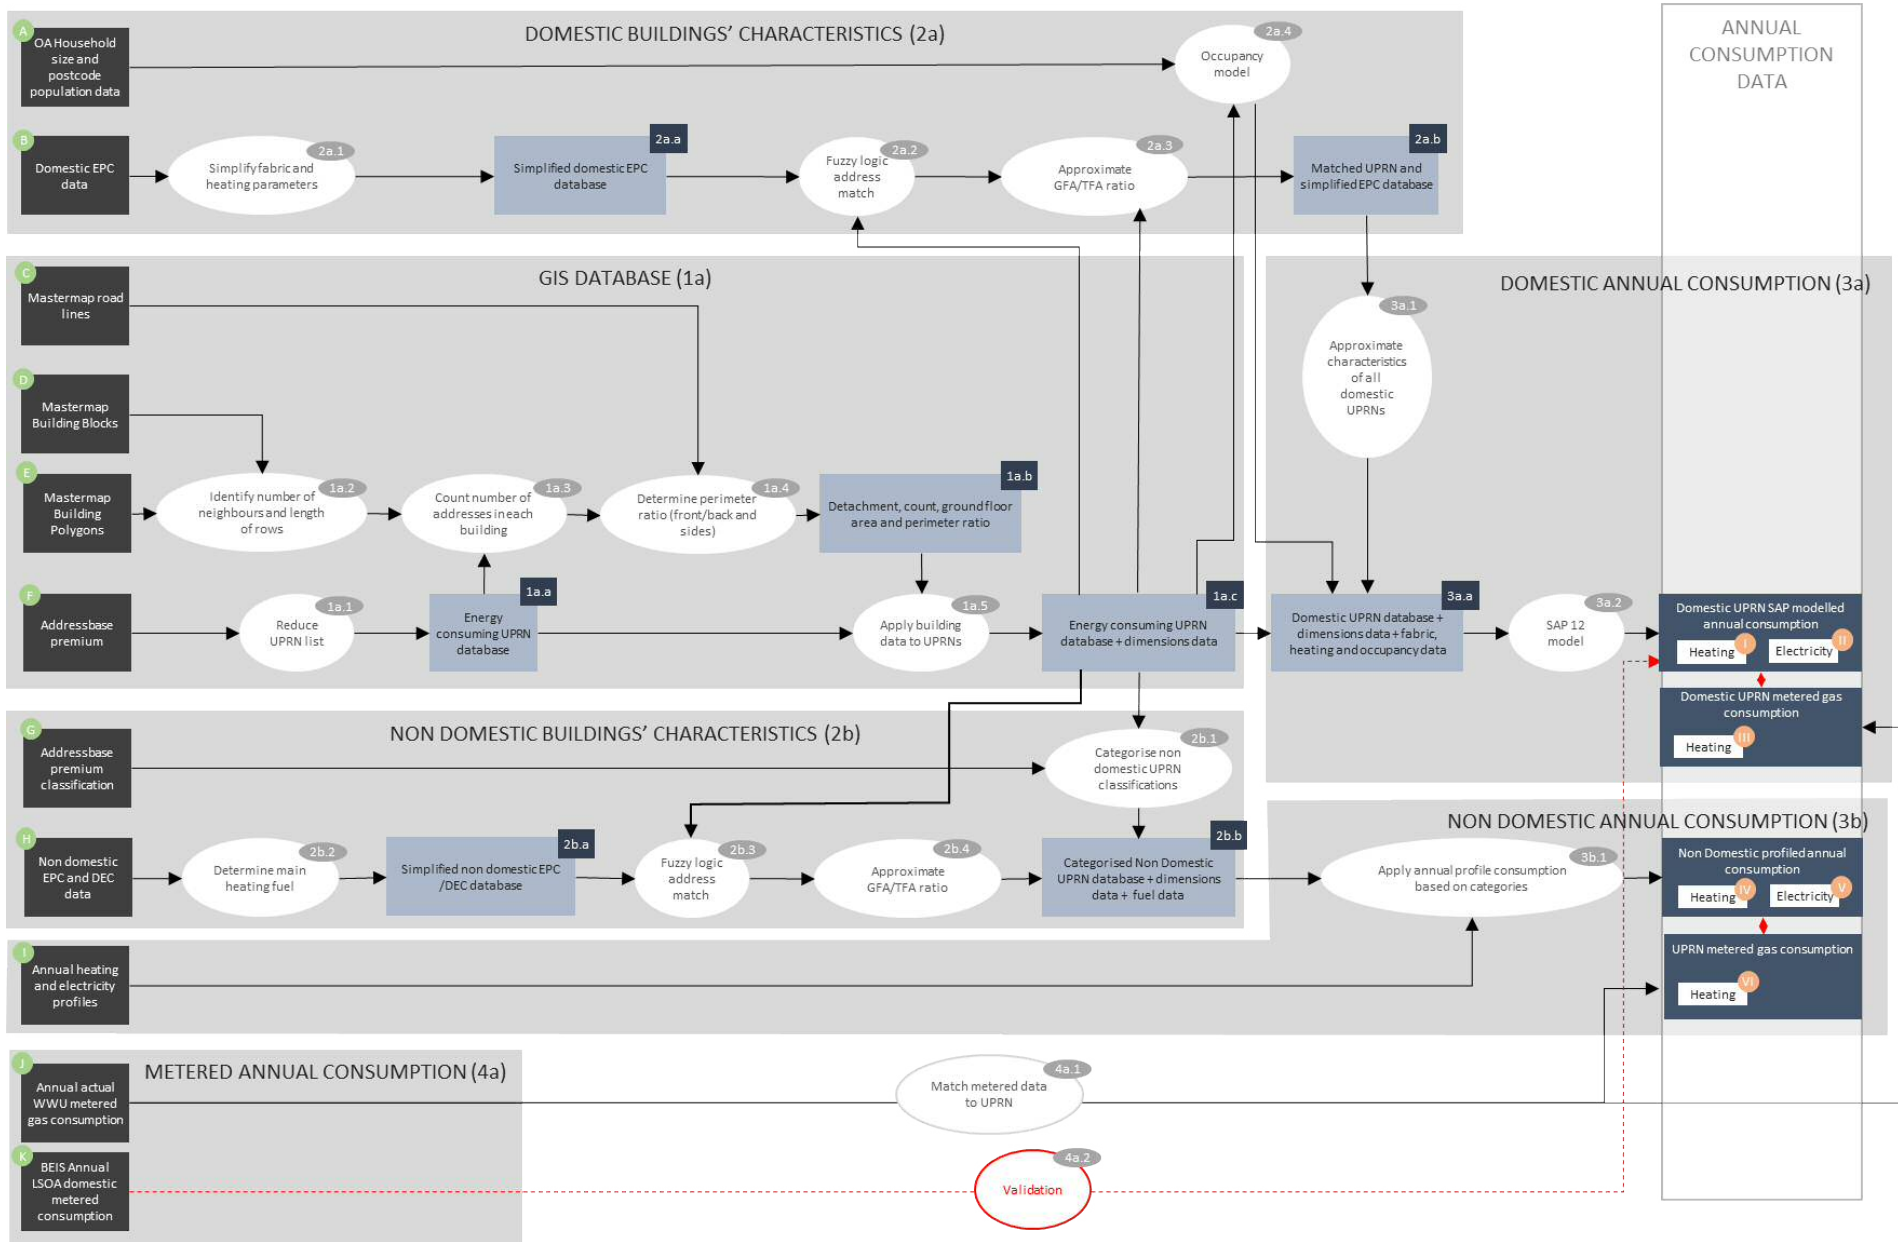 DOMESTIC BUILDINGS' CHARACTERISTICS (2a)
ANNUAL
CONSUMPTION
DATA
A
OA Household
size and
postcode
population data
2a.4
Occupancy
model
B
Domestic EPC
data
2a.1
Simplify fabric and
heating parameters
2a.a
Simplified domestic EPC
database
2a.2
Fuzzy logic
address
match
2a.3
Approximate
GFA/TFA ratio
2a.b
Matched UPRN and
simplified EPC database
GIS DATABASE (1a)
C
Mastermap road
lines
D
Mastermap
Building Blocks
E
Mastermap
Building
Polygons
1a.2
Identify number of
neighbours and length
of rows
1a.3
Count number of
addresses in each
building
1a.4
Determine perimeter
ratio (front/back and
sides)
1a.b
Detachment, count, ground floor
area and perimeter ratio
F
Addressbase
premium
1a.1
Reduce
UPRN list
1a.a
Energy
consuming UPRN
database
1a.5
Apply building
data to UPRNs
1a.c
Energy consuming UPRN
database + dimensions data
DOMESTIC ANNUAL CONSUMPTION (3a)
3a.1
Approximate
characteristics
of all
domestic
UPRNs
3a.a
Domestic UPRN database +
dimensions data + fabric,
heating and occupancy data
3a.2
SAP 12
model
Domestic UPRN SAP modelled
annual consumption
Heating
I
Electricity
II
Domestic UPRN metered gas
consumption
Heating
III
NON DOMESTIC BUILDINGS' CHARACTERISTICS (2b)
G
Addressbase
premium
classification
2b.1
Categorise non
domestic UPRN
classifications
H
Non domestic
EPC and DEC
data
2b.2
Determine main
heating fuel
2b.a
Simplified non domestic EPC
/DEC database
2b.3
Fuzzy logic
address
match
2b.4
Approximate
GFA/TFA ratio
2b.b
Categorised Non Domestic
UPRN database + dimensions
data + fuel data
NON DOMESTIC ANNUAL CONSUMPTION (3b)
3b.1
Apply annual profile consumption
based on categories
Non Domestic profiled annual
consumption
Heating
IV
Electricity
V
UPRN metered gas consumption
Heating
VI
I
Annual heating
and electricity
profiles
METERED ANNUAL CONSUMPTION (4a)
J
Annual actual
WWU metered
gas consumption
4a.1
Match metered data
to UPRN
K
BEIS Annual
LSOA domestic
metered
consumption
4a.2
Validation